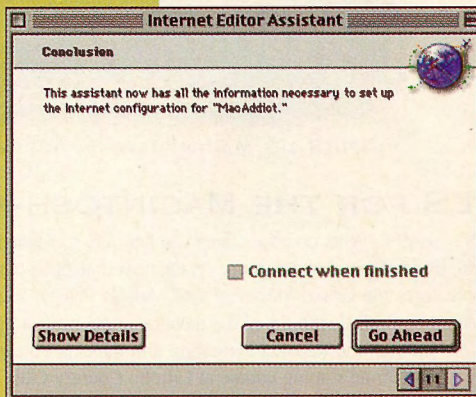 Internet Editor Assistant
Conclusion
This assistant now has all the information necessary to set up
the Internet configuration for "MacAddict."
Connect when finished
Show Details
Cancel
Go Ahead
11